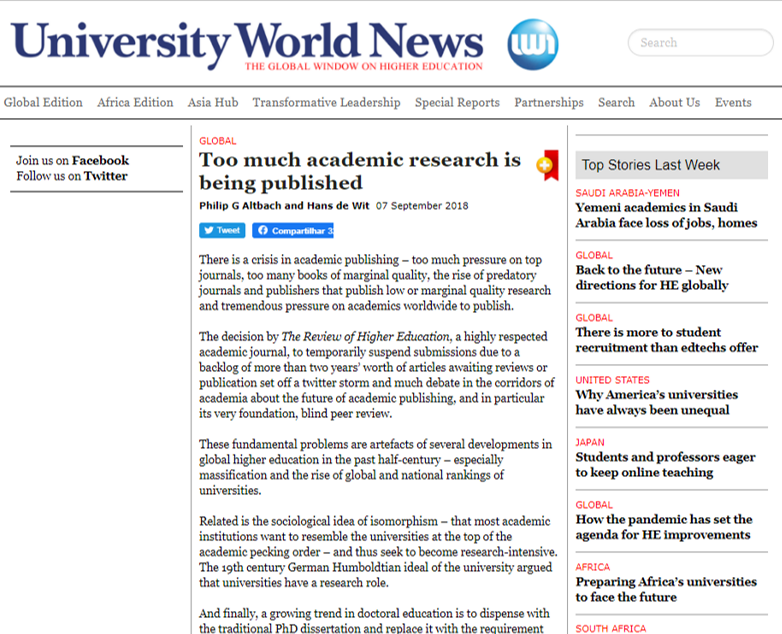 University World News
THE GLOBAL WINDOW ON HIGHER EDUCATION
uwn
Search
Global Edition Africa Edition Asia Hub Transformative Leadership Special Reports Partnerships Search About Us Events
Join us on Facebook
Follow us on Twitter
GLOBAL
Too much academic research is
being published
Philip G Altbach and Hans de Wit 07 September 2018
Tweet
Compartilhar 3
There is a crisis in academic publishing – too much pressure on top
journals, too many books of marginal quality, the rise of predatory
journals and publishers that publish low or marginal quality research
and tremendous pressure on academics worldwide to publish.
The decision by The Review of Higher Education, a highly respected
academic journal, to temporarily suspend submissions due to a
backlog of more than two years' worth of articles awaiting reviews or
publication set off a twitter storm and much debate in the corridors of
academia about the future of academic publishing, and in particular
its very foundation, blind peer review.
These fundamental problems are artefacts of several developments in
global higher education in the past half-century – especially
massification and the rise of global and national rankings of
universities.
Related is the sociological idea of isomorphism – that most academic
institutions want to resemble the universities at the top of the
academic pecking order – and thus seek to become research-intensive.
The 19th century German Humboldtian ideal of the university argued
that universities have a research role.
And finally, a growing trend in doctoral education is to dispense with
the traditional PhD dissertation and replace it with the requirement
Top Stories Last Week
SAUDI ARABIA-YEMEN
Yemeni academics in Saudi
Arabia face loss of jobs, homes
GLOBAL
Back to the future – New
directions for HE globally
GLOBAL
There is more to student
recruitment than edtechs offer
UNITED STATES
Why America's universities
have always been unequal
JAPAN
Students and professors eager
to keep online teaching
GLOBAL
How the pandemic has set the
agenda for HE improvements
AFRICA
Preparing Africa's universities
to face the future
SOUTH AFRICA